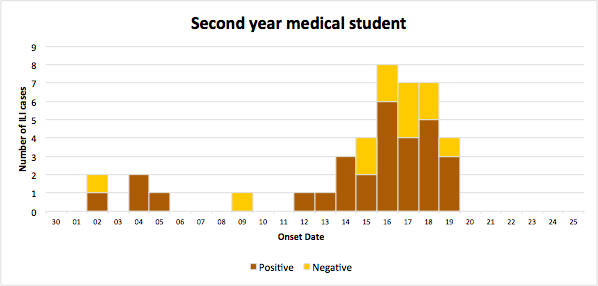 Second year medical student
Number of ILI cases
9
8
7
6
5
4
3
2
1
0
30 01 02 03 04 05 06 07 08 09 10 11 12 13 14 15 16 17 18 19 20 21 22 23 24 25
Onset Date
Positive Negative